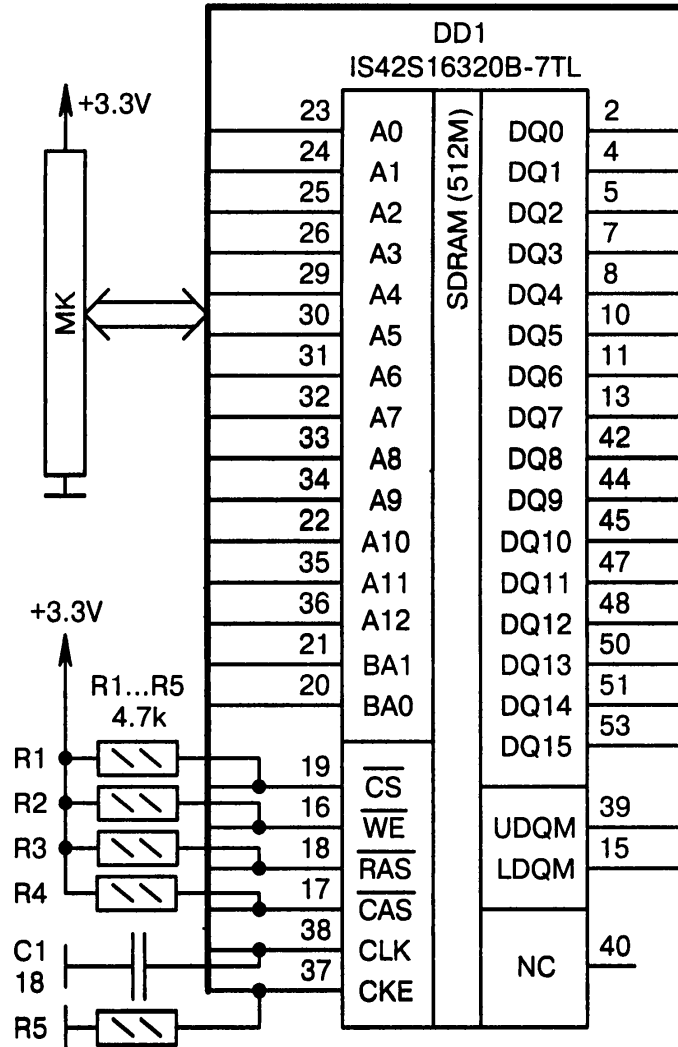 DD1
IS42S16320B-7TL
+3.3V
МК
SDRAM (512M)
23 A0 DQ0 2
24 A1 DQ1 4
25 A2 DQ2 5
26 A3 DQ3 7
29 A4 DQ4 8
30 A5 DQ5 10
31 A6 DQ6 11
32 A7 DQ7 13
33 A8 DQ8 42
34 A9 DQ9 44
22 A10 DQ10 45
35 A11 DQ11 47
36 A12 DQ12 48
21 BA1 DQ13 50
20 BA0 DQ14 51
DQ15 53
+3.3V
R1...R5
4.7k
R1 19 CS
R2 16 WE UDQM 39
R3 18 RAS LDQM 15
R4 17 CAS
C1 38 CLK NC 40
18
R5 37 CKE